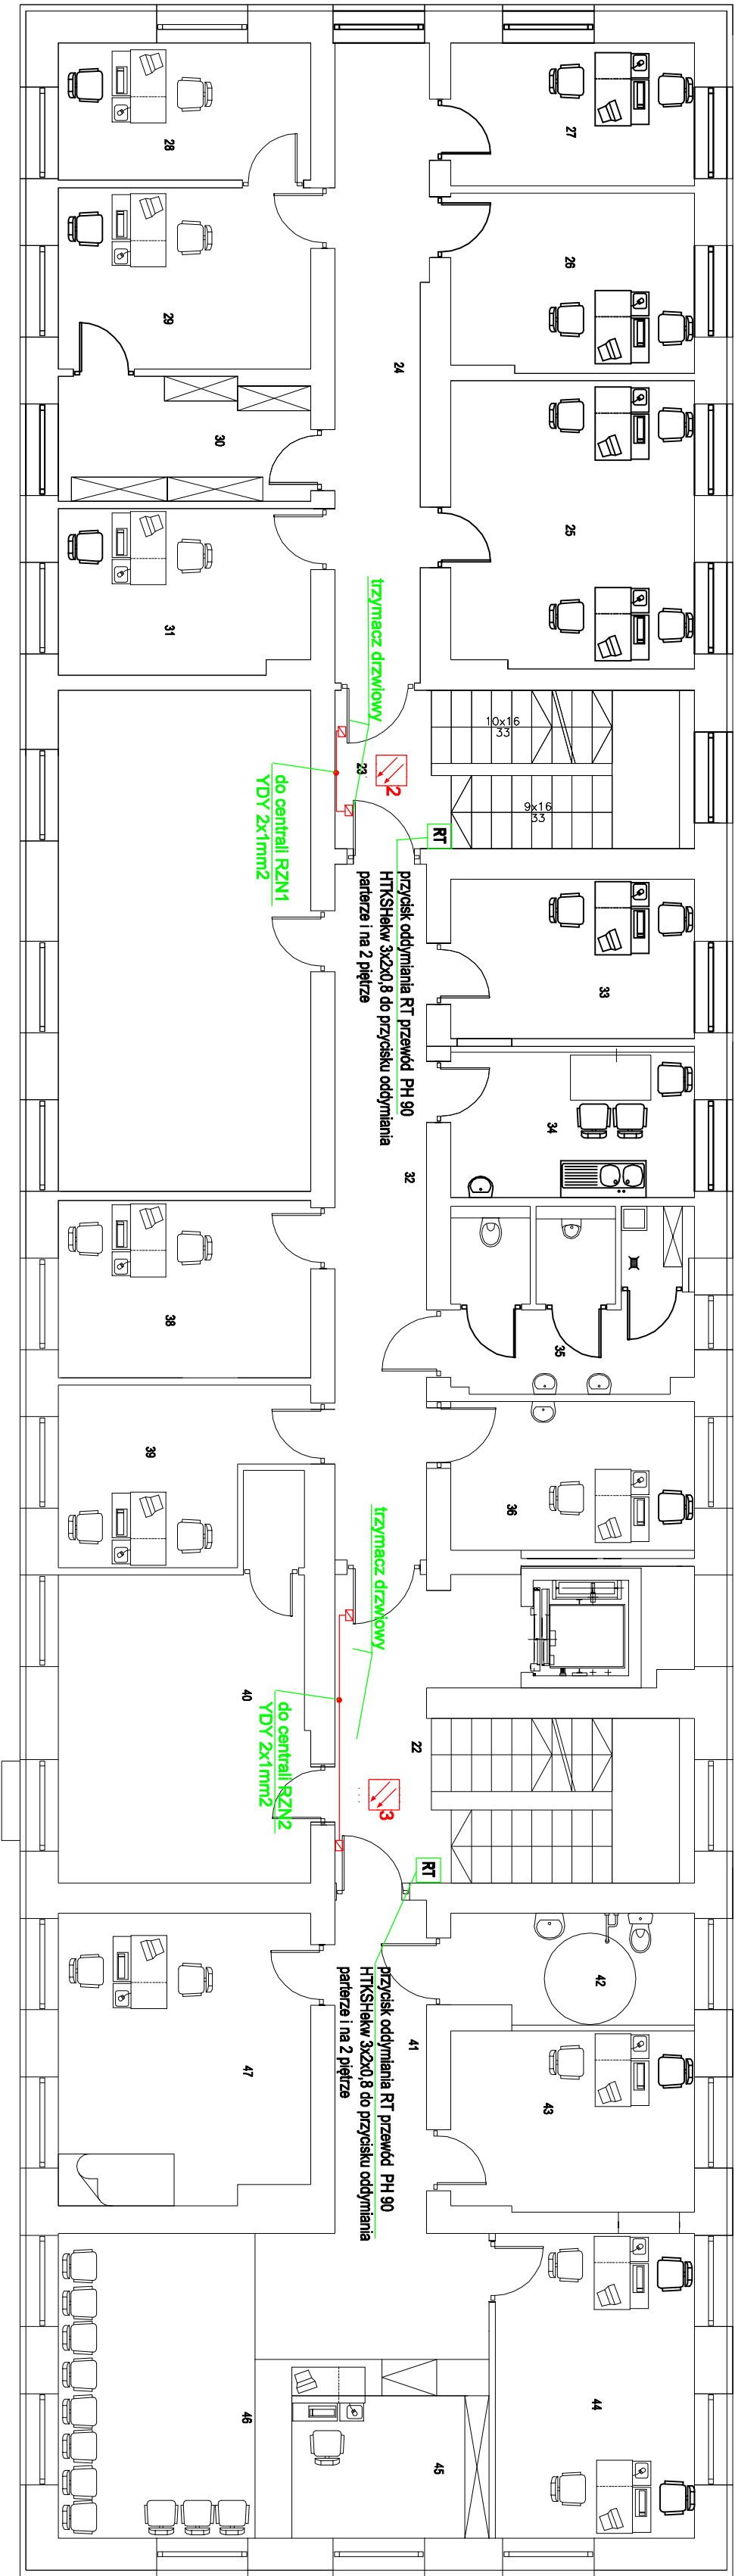 28
27
29
26
24
30
25
31
trzymacz drzwiowy
10x16
33
23
2
9x16
33
do centrali RZN1
YDY 2x1mm2
RT
przycisk oddymiania RT przewód PH 90
HTKSHekw 3x2x0,8 do przycisku oddymiania
parterze i na 2 piętrze
33
34
32
38
35
39
36
trzymacz drzwiowy
40
do centrali RZN2
YDY 2x1mm2
22
3
RT
przycisk oddymiania RT przewód PH 90
HTKSHekw 3x2x0,8 do przycisku oddymiania
parterze i na 2 piętrze
42
41
47
43
46
44
45